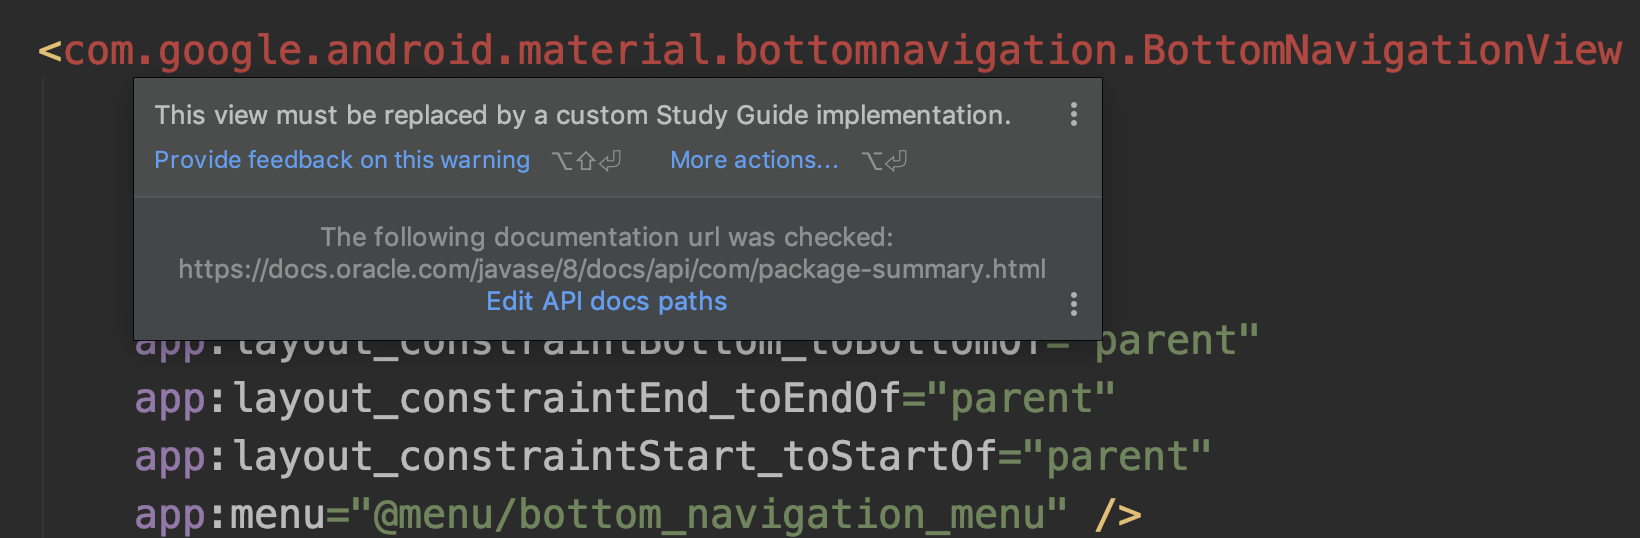 <com.google.android.material.bottomnavigation.BottomNavigationView
This view must be replaced by a custom Study Guide implementation.
Provide feedback on this warning ⌥⇧⏎ More actions... ⌥⏎
The following documentation url was checked:
https://docs.oracle.com/javase/8/docs/api/com/package-summary.html
Edit API docs paths
app:layout_constraintBottom_toBottomOf="parent"
app:layout_constraintEnd_toEndOf="parent"
app:layout_constraintStart_toStartOf="parent"
app:menu="@menu/bottom_navigation_menu" />